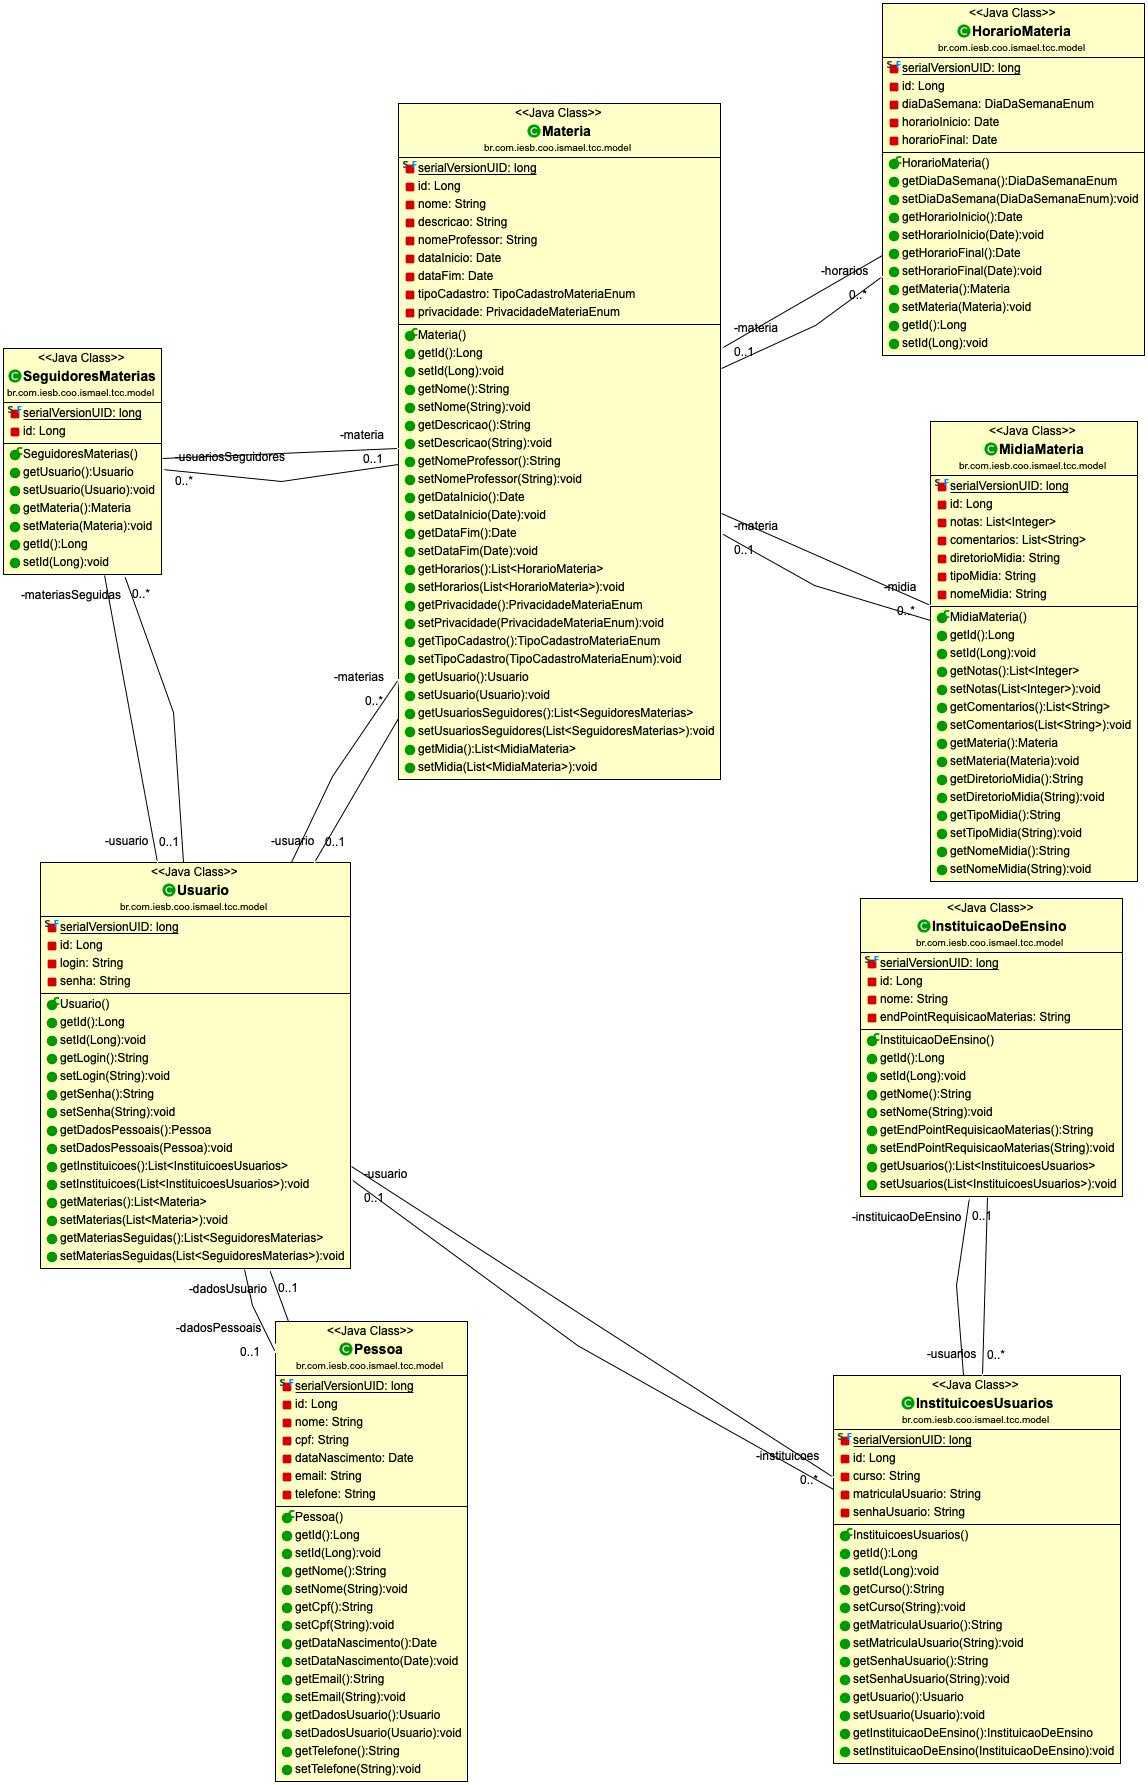 <<Java Class>>
HorarioMateria
br.com.iesb.coo.ismael.tcc.model
serialVersionUID: long
id: Long
diaDaSemana: DiaDaSemanaEnum
horarioInicio: Date
horarioFinal: Date
HorarioMateria()
getDiaDaSemana():DiaDaSemanaEnum
setDiaDaSemana(DiaDaSemanaEnum):void
getHorarioInicio():Date
setHorarioInicio(Date):void
getHorarioFinal():Date
setHorarioFinal(Date):void
getMateria():Materia
setMateria(Materia):void
getId():Long
setId(Long):void
<<Java Class>>
Materia
br.com.iesb.coo.ismael.tcc.model
serialVersionUID: long
id: Long
nome: String
descricao: String
nomeProfessor: String
dataInicio: Date
dataFim: Date
tipoCadastro: TipoCadastroMateriaEnum
privacidade: PrivacidadeMateriaEnum
Materia()
getId():Long
setId(Long):void
getNome():String
setNome(String):void
getDescricao():String
setDescricao(String):void
getNomeProfessor():String
setNomeProfessor(String):void
getDataInicio():Date
setDataInicio(Date):void
getDataFim():Date
setDataFim(Date):void
getHorarios():List<HorarioMateria>
setHorarios(List<HorarioMateria>):void
getPrivacidade():PrivacidadeMateriaEnum
setPrivacidade(PrivacidadeMateriaEnum):void
getTipoCadastro():TipoCadastroMateriaEnum
setTipoCadastro(TipoCadastroMateriaEnum):void
getUsuario():Usuario
setUsuario(Usuario):void
getUsuariosSeguidores():List<SeguidoresMaterias>
setUsuariosSeguidores(List<SeguidoresMaterias>):void
getMidia():List<MidiaMateria>
setMidia(List<MidiaMateria>):void
-horarios
0..*
-materia
0..1
<<Java Class>>
SeguidoresMaterias
br.com.iesb.coo.ismael.tcc.model
serialVersionUID: long
id: Long
SeguidoresMaterias()
getUsuario():Usuario
setUsuario(Usuario):void
getMateria():Materia
setMateria(Materia):void
getId():Long
setId(Long):void
-materia
0..1
-usuariosSeguidores
0..*
<<Java Class>>
MidiaMateria
br.com.iesb.coo.ismael.tcc.model
serialVersionUID: long
id: Long
notas: List<Integer>
comentarios: List<String>
diretorioMidia: String
tipoMidia: String
nomeMidia: String
MidiaMateria()
getId():Long
setId(Long):void
getNotas():List<Integer>
setNotas(List<Integer>):void
getComentarios():List<String>
setComentarios(List<String>):void
getMateria():Materia
setMateria(Materia):void
getDiretorioMidia():String
setDiretorioMidia(String):void
getTipoMidia():String
setTipoMidia(String):void
getNomeMidia():String
setNomeMidia(String):void
-materia
0..1
-midia
0..*
-materiasSeguidas
0..*
-usuario
0..1
-materias
0..*
-usuario
0..1
<<Java Class>>
Usuario
br.com.iesb.coo.ismael.tcc.model
serialVersionUID: long
id: Long
login: String
senha: String
Usuario()
getId():Long
setId(Long):void
getLogin():String
setLogin(String):void
getSenha():String
setSenha(String):void
getDadosPessoais():Pessoa
setDadosPessoais(Pessoa):void
getInstituicoes():List<InstituicoesUsuarios>
setInstituicoes(List<InstituicoesUsuarios>):void
getMaterias():List<Materia>
setMaterias(List<Materia>):void
getMateriasSeguidas():List<SeguidoresMaterias>
setMateriasSeguidas(List<SeguidoresMaterias>):void
<<Java Class>>
InstituicaoDeEnsino
br.com.iesb.coo.ismael.tcc.model
serialVersionUID: long
id: Long
nome: String
endPointRequisicaoMaterias: String
InstituicaoDeEnsino()
getId():Long
setId(Long):void
getNome():String
setNome(String):void
getEndPointRequisicaoMaterias():String
setEndPointRequisicaoMaterias(String):void
getUsuarios():List<InstituicoesUsuarios>
setUsuarios(List<InstituicoesUsuarios>):void
-usuario
0..1
-instituicoes
0..*
-instituicaoDeEnsino
0..1
-usuarios
0..*
-dadosUsuario
0..1
-dadosPessoais
0..1
<<Java Class>>
Pessoa
br.com.iesb.coo.ismael.tcc.model
serialVersionUID: long
id: Long
nome: String
cpf: String
dataNascimento: Date
email: String
telefone: String
Pessoa()
getId():Long
setId(Long):void
getNome():String
setNome(String):void
getCpf():String
setCpf(String):void
getDataNascimento():Date
setDataNascimento(Date):void
getEmail():String
setEmail(String):void
getDadosUsuario():Usuario
setDadosUsuario(Usuario):void
getTelefone():String
setTelefone(String):void
<<Java Class>>
InstituicoesUsuarios
br.com.iesb.coo.ismael.tcc.model
serialVersionUID: long
id: Long
curso: String
matriculaUsuario: String
senhaUsuario: String
InstituicoesUsuarios()
getId():Long
setId(Long):void
getCurso():String
setCurso(String):void
getMatriculaUsuario():String
setMatriculaUsuario(String):void
getSenhaUsuario():String
setSenhaUsuario(String):void
getUsuario():Usuario
setUsuario(Usuario):void
getInstituicaoDeEnsino():InstituicaoDeEnsino
setInstituicaoDeEnsino(InstituicaoDeEnsino):void